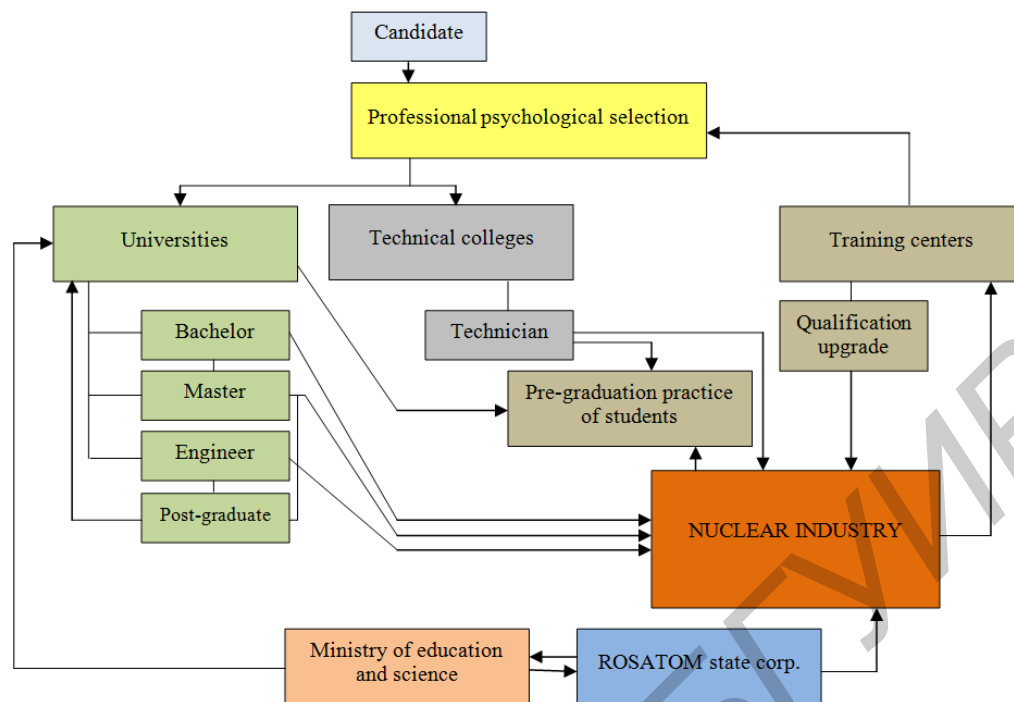 Candidate
Professional psychological selection
Universities
Technical colleges
Training centers
Bachelor
Technician
Qualification
upgrade
Master
Pre-graduation practice
of students
Engineer
Post-graduate
NUCLEAR INDUSTRY
Ministry of education
and science
ROSATOM state corp.
ГУИР